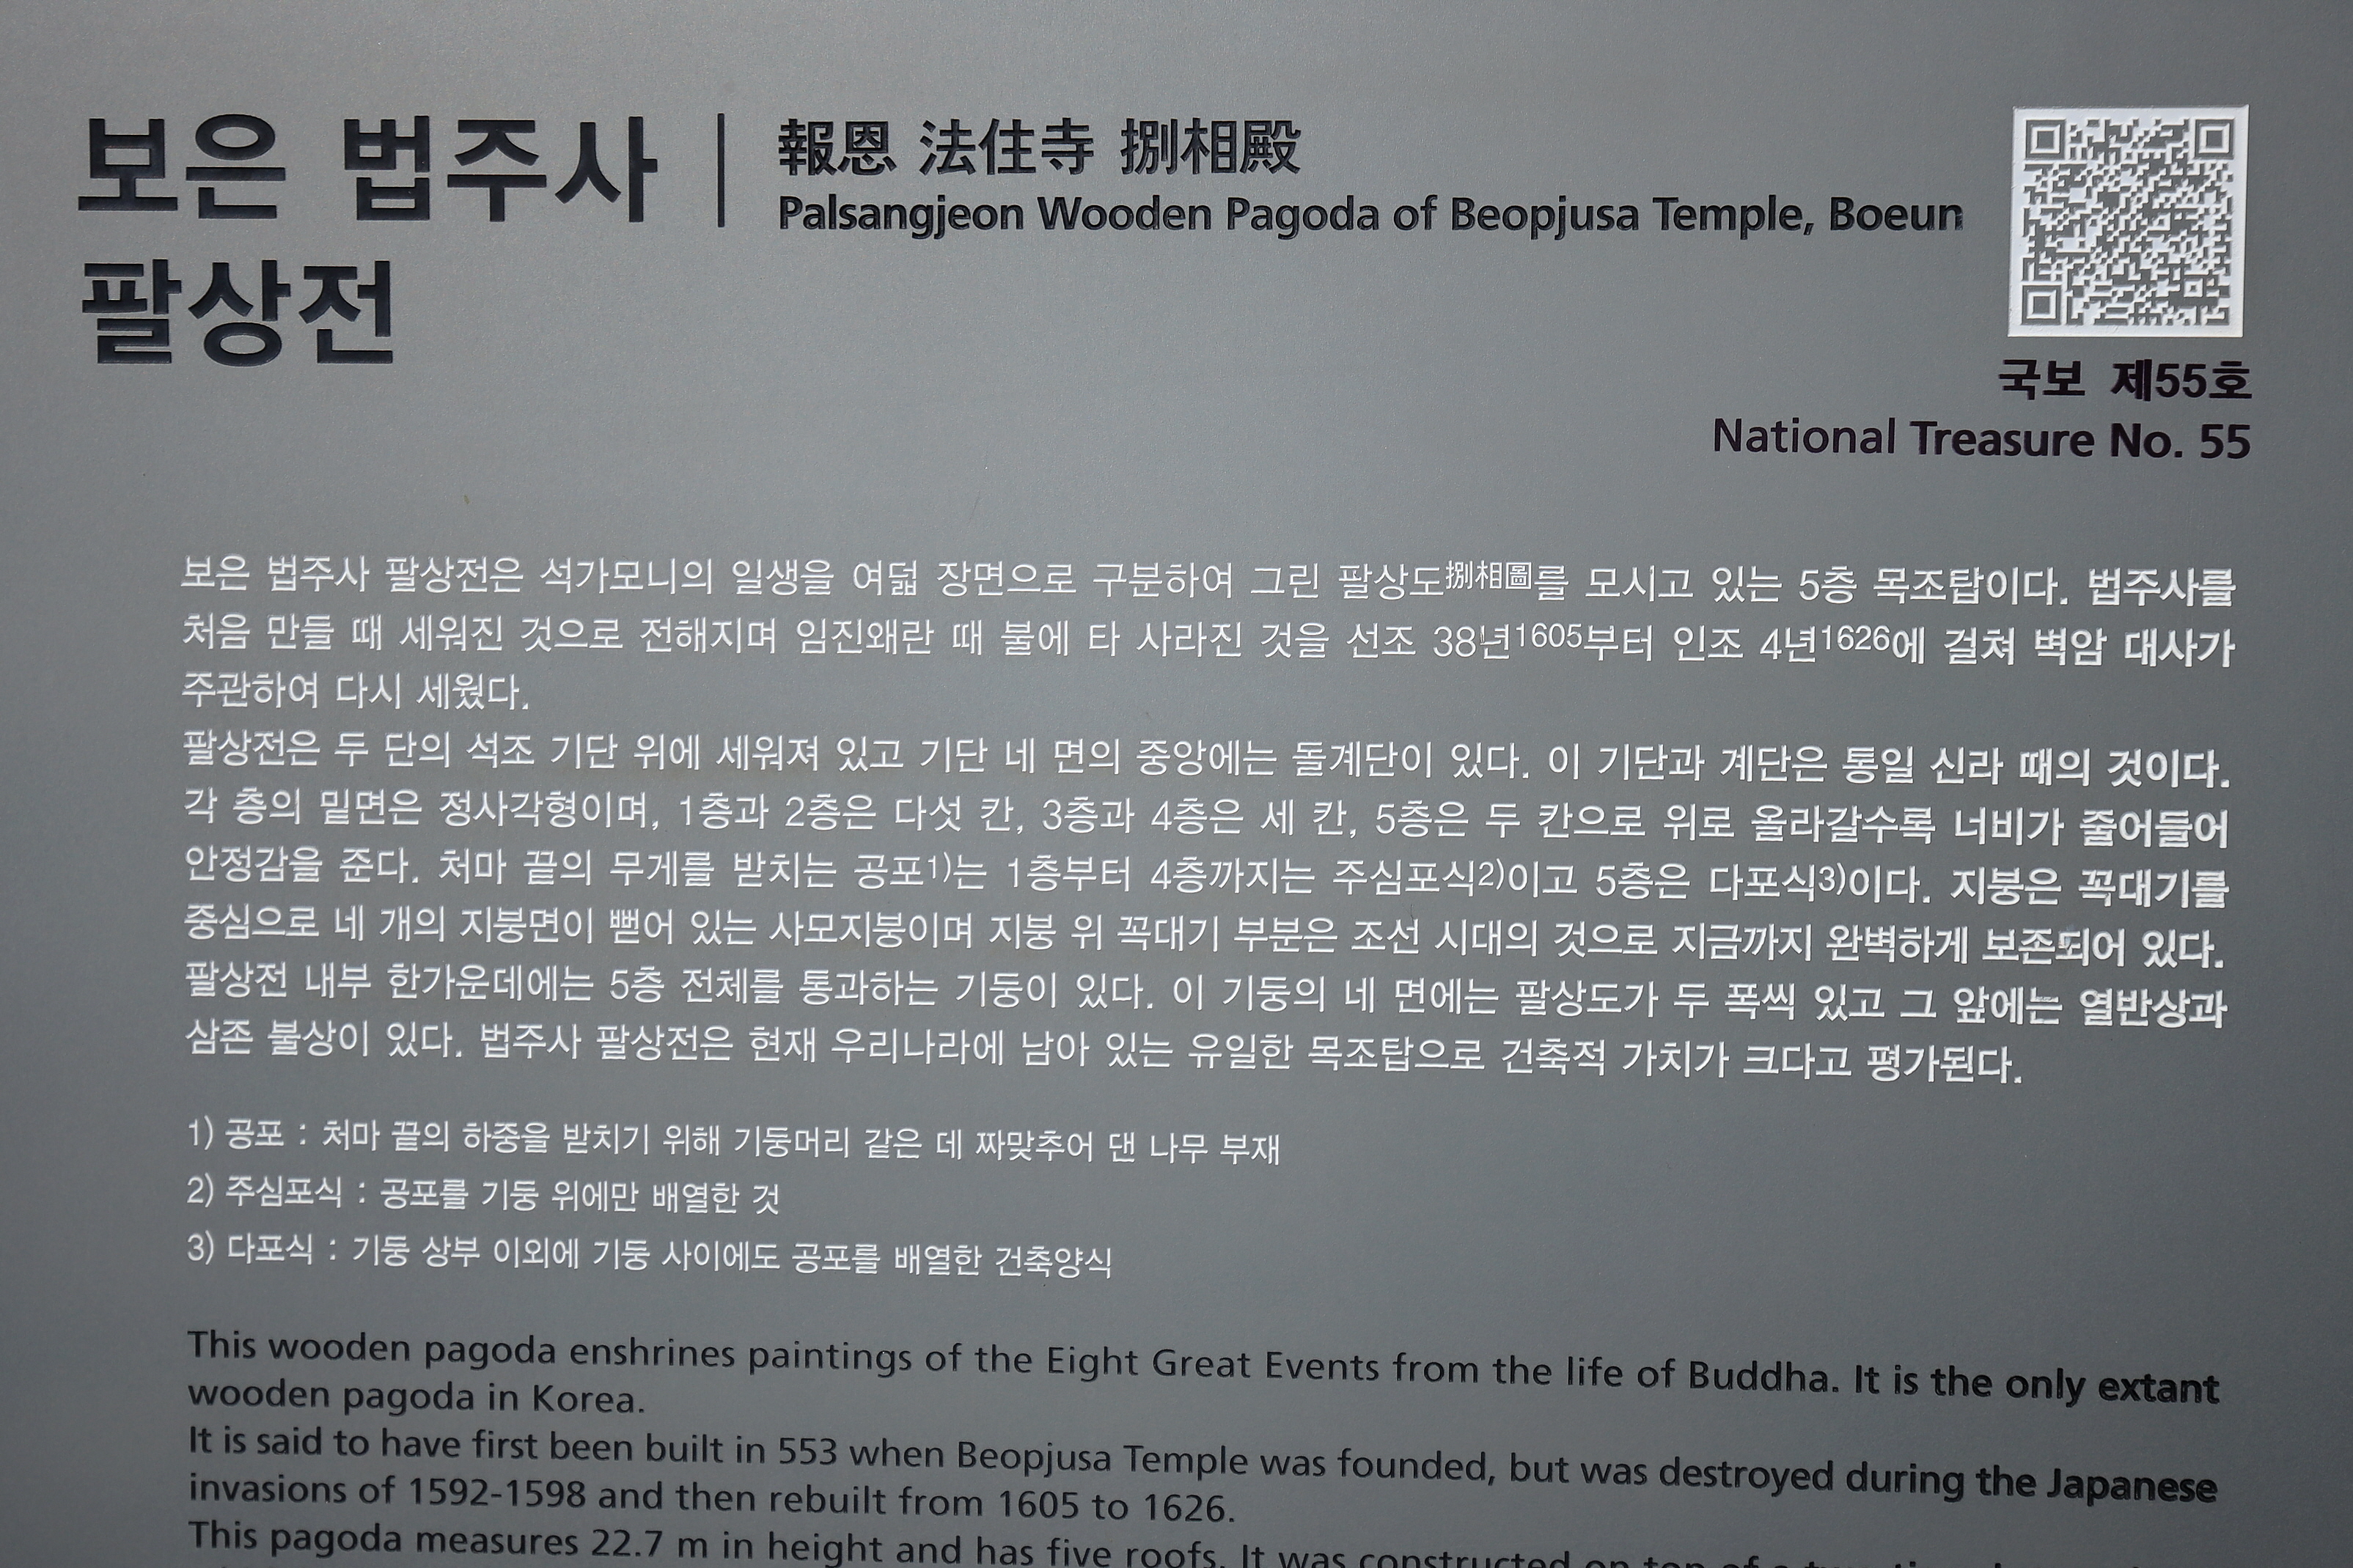 보은 법주사
팔상전
報恩 法住寺 捌相殿
Palsangjeon Wooden Pagoda of Beopjusa Temple, Boeun
국보 제55호
National Treasure No. 55
보은 법주사 팔상전은 석가모니의 일생을 여덟 장면으로 구분하여 그린 팔상도捌相圖를 모시고 있는 5층 목조탑이다. 법주사를
처음 만들 때 세워진 것으로 전해지며 임진왜란 때 불에 타 사라진 것을 선조 38년1605부터 인조 4년1626에 걸쳐 벽암 대사가
주관하여 다시 세웠다.
팔상전은 두 단의 석조 기단 위에 세워져 있고 기단 네 면의 중앙에는 돌계단이 있다. 이 기단과 계단은 통일 신라 때의 것이다.
각 층의 밑면은 정사각형이며, 1층과 2층은 다섯 칸, 3층과 4층은 세 칸, 5층은 두 칸으로 위로 올라갈수록 너비가 줄어들어
안정감을 준다. 처마 끝의 무게를 받치는 공포1)는 1층부터 4층까지는 주심포식2)이고 5층은 다포식3)이다. 지붕은 꼭대기를
중심으로 네 개의 지붕면이 뻗어 있는 사모지붕이며 지붕 위 꼭대기 부분은 조선 시대의 것으로 지금까지 완벽하게 보존되어 있다.
팔상전 내부 한가운데에는 5층 전체를 통과하는 기둥이 있다. 이 기둥의 네 면에는 팔상도가 두 폭씩 있고 그 앞에는 열반상과
삼존 불상이 있다. 법주사 팔상전은 현재 우리나라에 남아 있는 유일한 목조탑으로 건축적 가치가 크다고 평가된다.
1) 공포 : 처마 끝의 하중을 받치기 위해 기둥머리 같은 데 짜맞추어 댄 나무 부재
2) 주심포식 : 공포를 기둥 위에만 배열한 것
3) 다포식 : 기둥 상부 이외에 기둥 사이에도 공포를 배열한 건축양식
This wooden pagoda enshrines paintings of the Eight Great Events from the life of Buddha. It is the only extant
wooden pagoda in Korea.
It is said to have first been built in 553 when Beopjusa Temple was founded, but was destroyed during the Japanese
invasions of 1592-1598 and then rebuilt from 1605 to 1626.
This pagoda measures 22.7 m in height and has five roofs. It was constructed on top of a